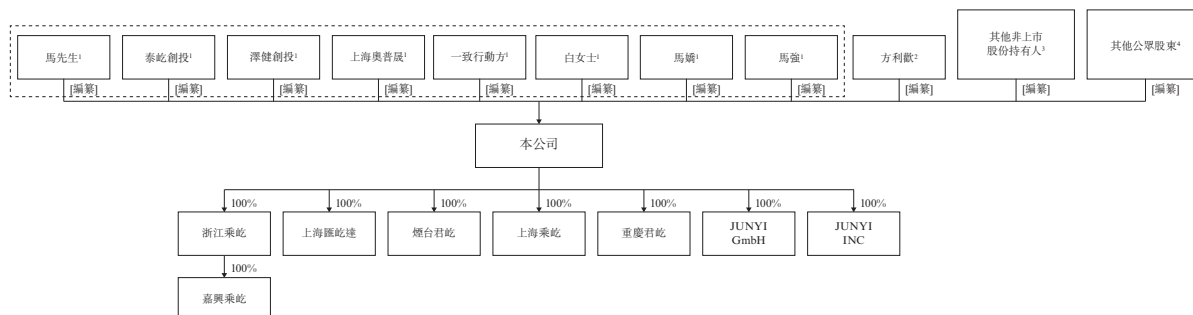 馬先生¹
泰屹創投¹
澤健創投¹
上海奧普晟¹
一致行動方¹
白女士¹
馬嬌¹
馬強¹
方利歡²
其他非上市
股份持有人³
其他公眾股東⁴
[編纂]
[編纂]
[編纂]
[編纂]
[編纂]
[編纂]
[編纂]
[編纂]
[編纂]
[編纂]
[編纂]
本公司
100%
100%
100%
100%
100%
100%
100%
浙江乘屹
上海匯屹達
煙台君屹
上海乘屹
重慶君屹
JUNYI
GmbH
JUNYI
INC
100%
嘉興乘屹